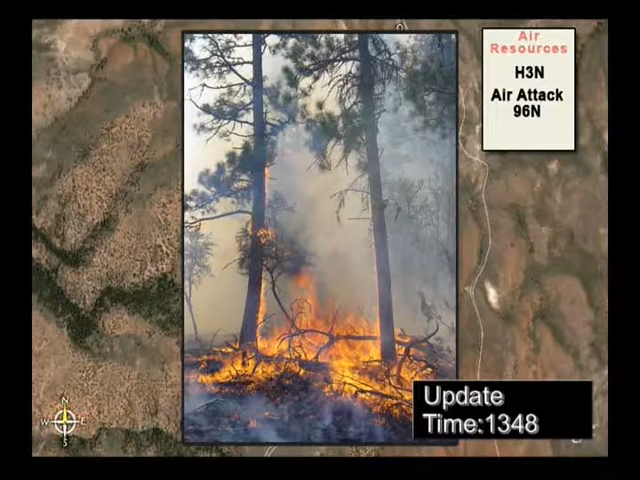 Air
Resources
H3N
Air Attack
96N
N
W E
S
Update
Time:1348